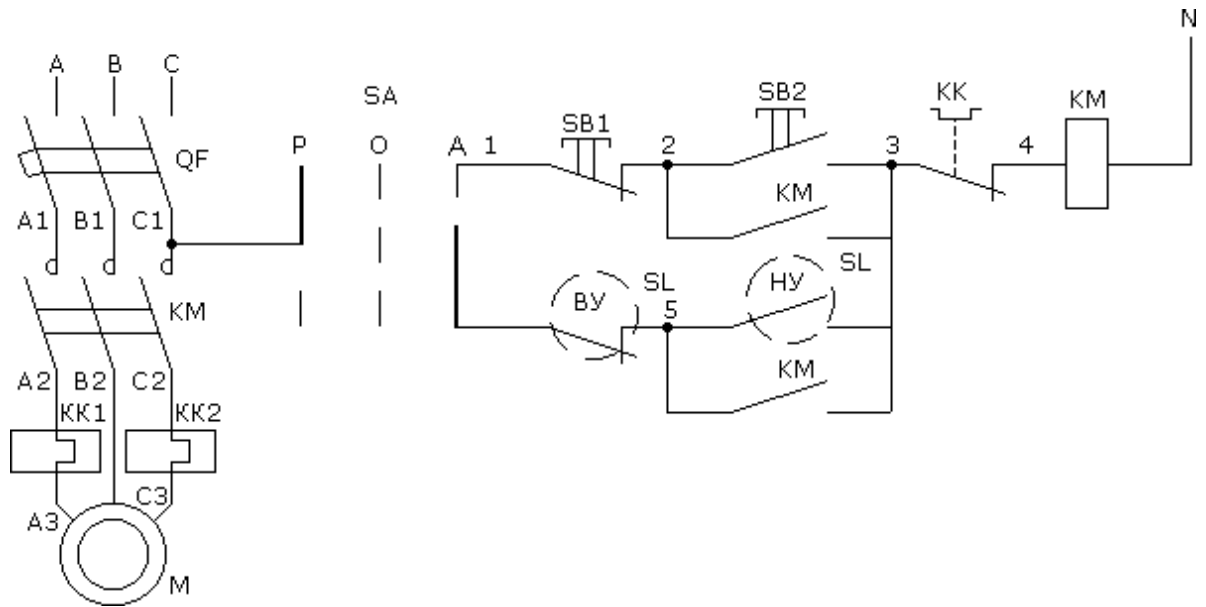 N
A B C
SA
SB1 SB2 KK KM
QF P O A 1 2 3 4
A1 B1 C1 KM
ВУ SL НУ SL
KM 5
A2 B2 C2 KM
KK1 KK2
C3
A3
M